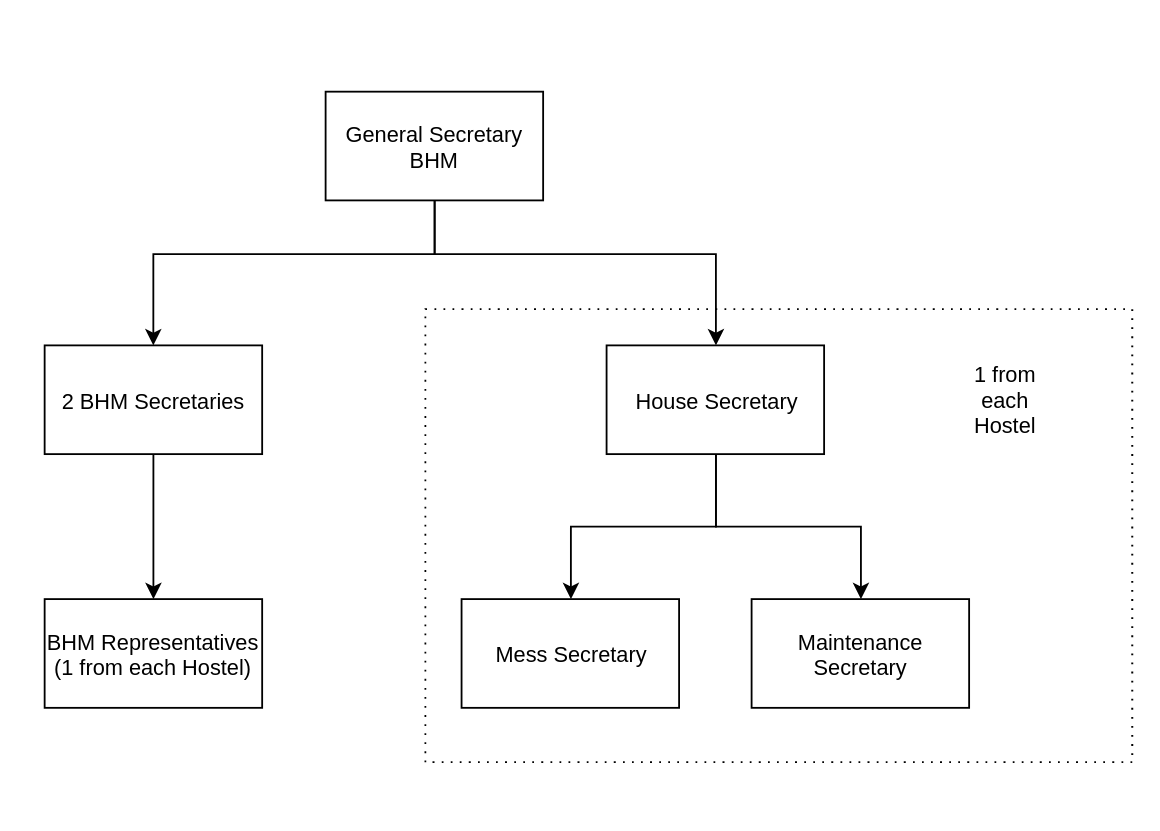 General Secretary
BHM
2 BHM Secretaries
House Secretary
1 from
each
Hostel
BHM Representatives
(1 from each Hostel)
Mess Secretary
Maintenance
Secretary